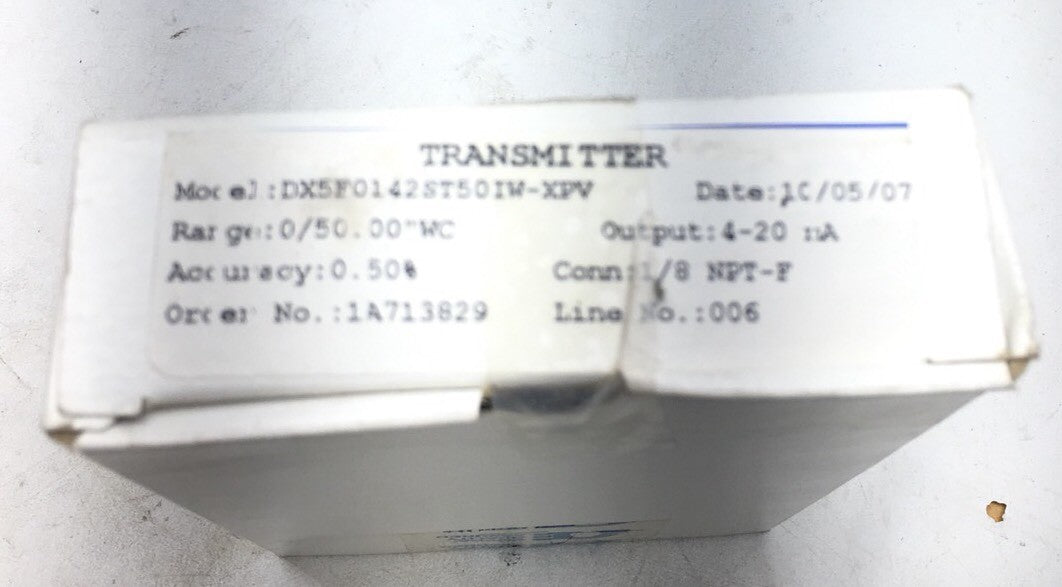 TRANSMITTER
Model:DX5F0142ST50IW-XPV Date:10/05/07
Range:0/50.00"WC Output:4-20 mA
Accuracy:0.50% Conn:1/8 NPT-F
Order No.:1A713829 Line No.:006